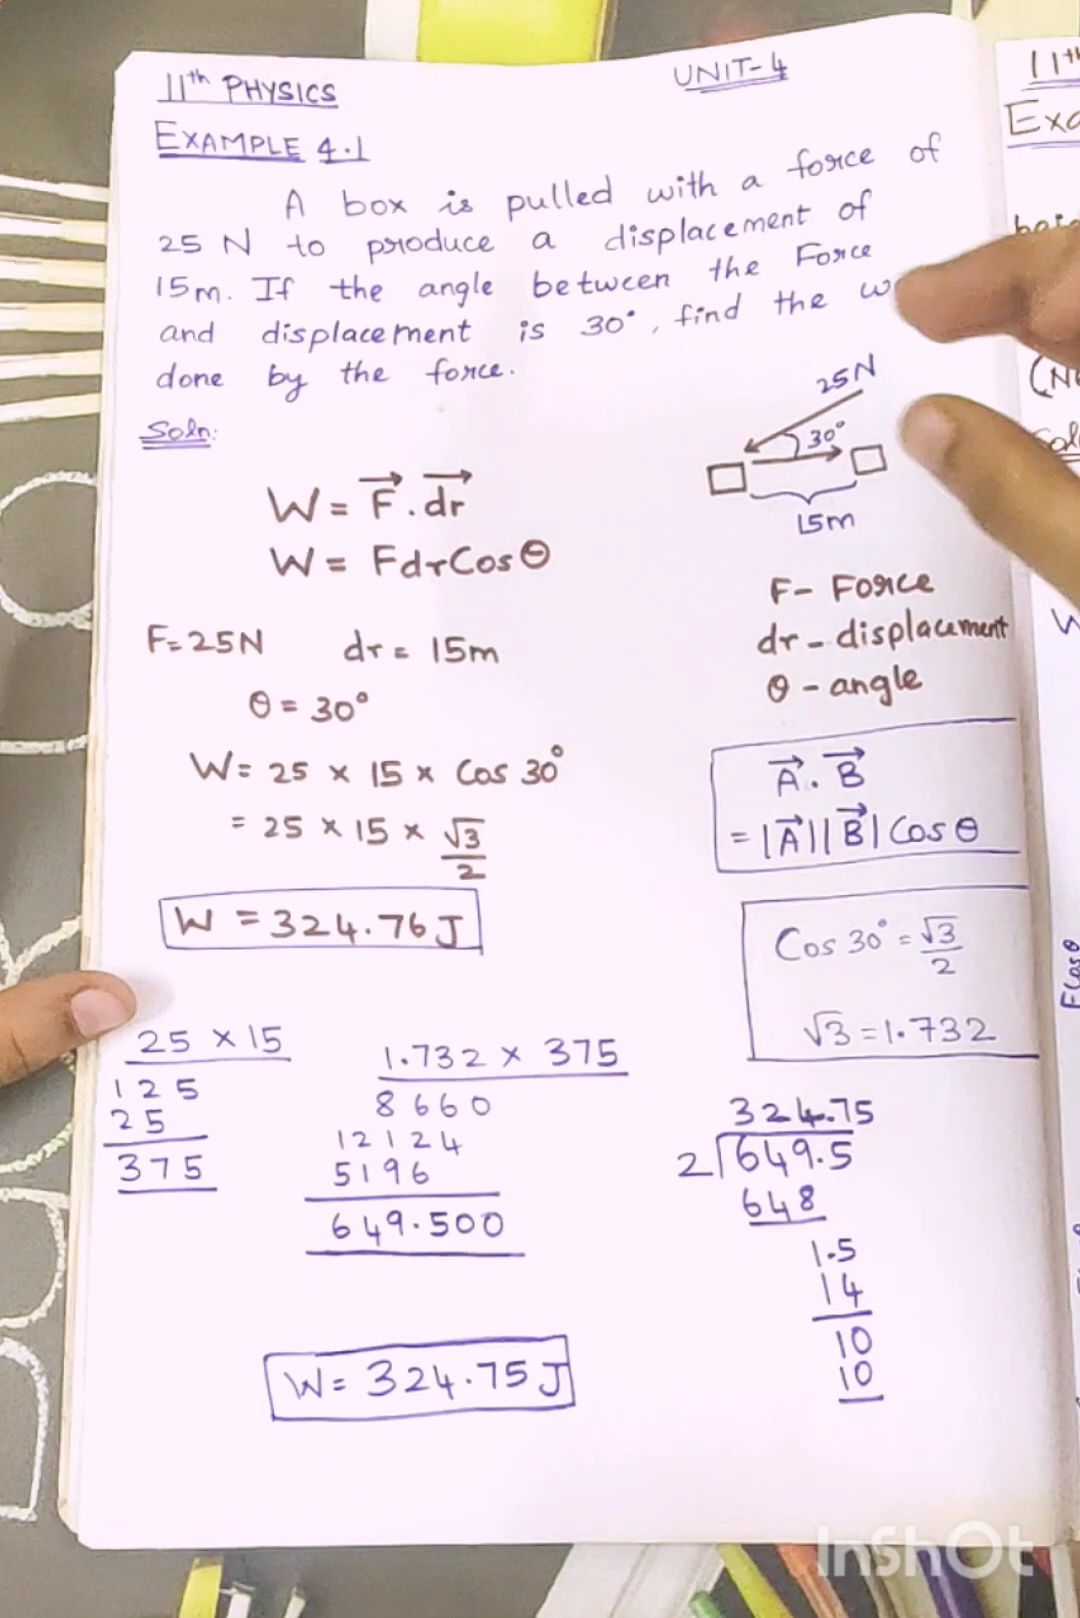 11th PHYSICS
UNIT-4
EXAMPLE 4.1
A box is pulled with a force of
25 N to produce a displacement of
15m. If the angle between the Force
and displacement is 30°, find the
done by the force.
Soln:
25N
30°
15m
W = F⃗ . dr⃗
W = FdrCosθ
F- Force
dr - displacement
θ - angle
F=25N dr = 15m
θ = 30°
W= 25 × 15 × Cos 30°
= 25 × 15 × √3/2
W = 324.76J
A⃗ . B⃗
= |A⃗||B⃗| Cosθ
Cos 30° = √3/2
√3 = 1.732
25 × 15
125
25
375
1.732 × 375
8660
12124
5196
649.500
324.75
2 649.5
648
1.5
14
10
10
W= 324.75J
11th
Exa
(N
Fcosθ
InShOt